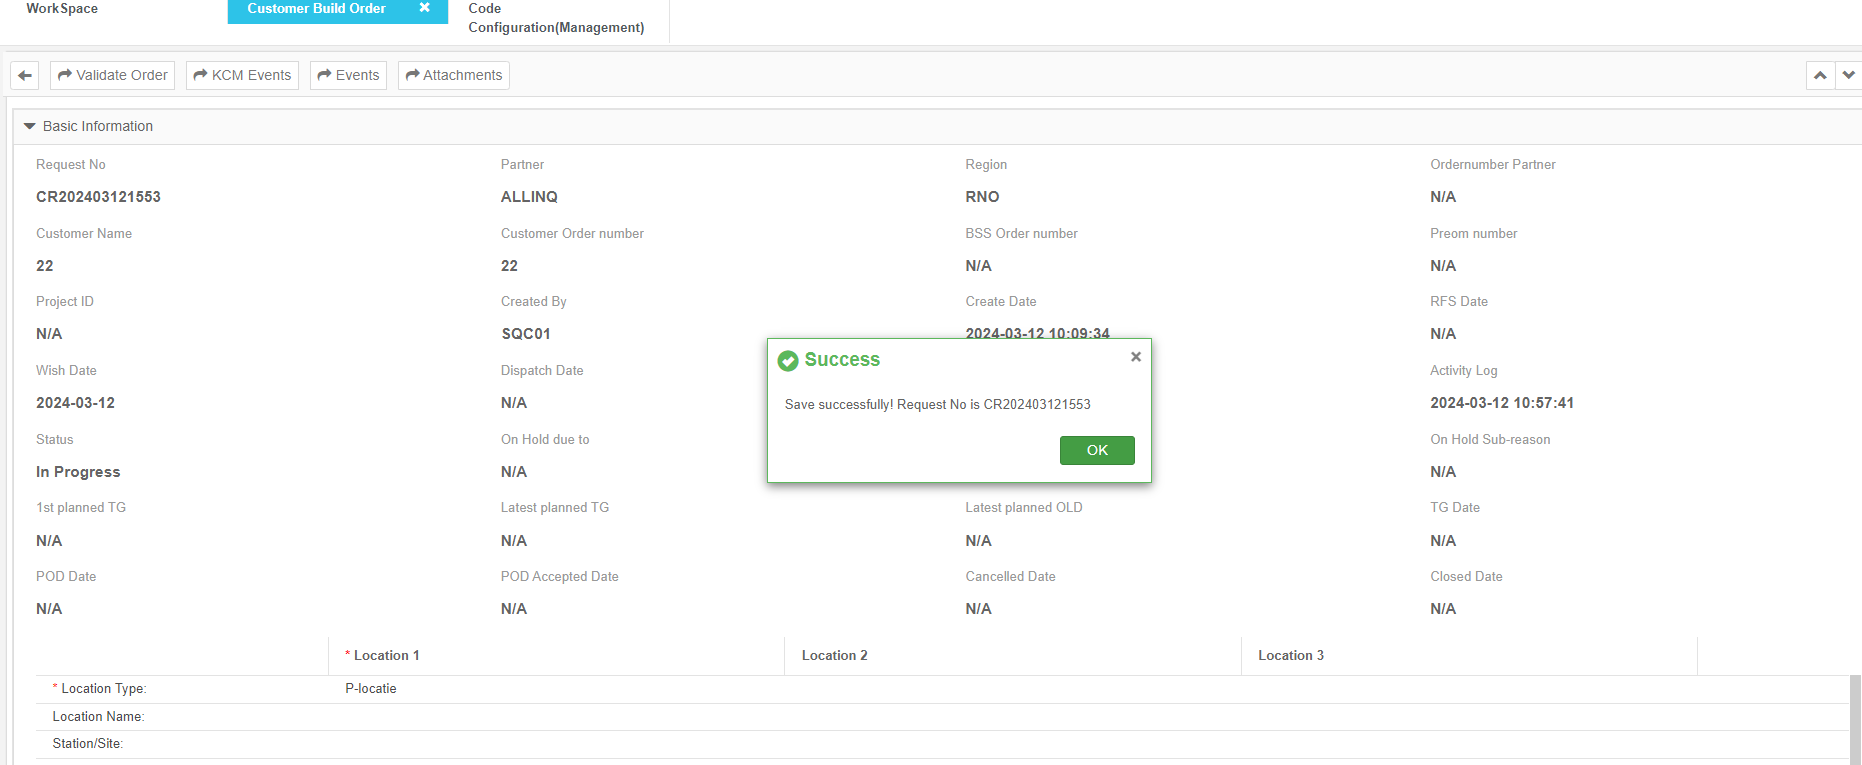 WorkSpace
Customer Build Order
Code
Configuration(Management)
Validate Order
KCM Events
Events
Attachments
Basic Information
Request No
Partner
Region
Ordernumber Partner
CR202403121553
ALLINQ
RNO
N/A
Customer Name
Customer Order number
BSS Order number
Preom number
22
22
N/A
N/A
Project ID
Created By
Create Date
RFS Date
N/A
SQC01
2024-03-12 10:09:34
N/A
Wish Date
Dispatch Date
Activity Log
2024-03-12
N/A
2024-03-12 10:57:41
Success
Save successfully! Request No is CR202403121553
OK
Status
On Hold due to
On Hold Sub-reason
In Progress
N/A
N/A
1st planned TG
Latest planned TG
Latest planned OLD
TG Date
N/A
N/A
N/A
N/A
POD Date
POD Accepted Date
Cancelled Date
Closed Date
N/A
N/A
N/A
N/A
* Location 1
Location 2
Location 3
* Location Type:
P-locatie
Location Name:
Station/Site: